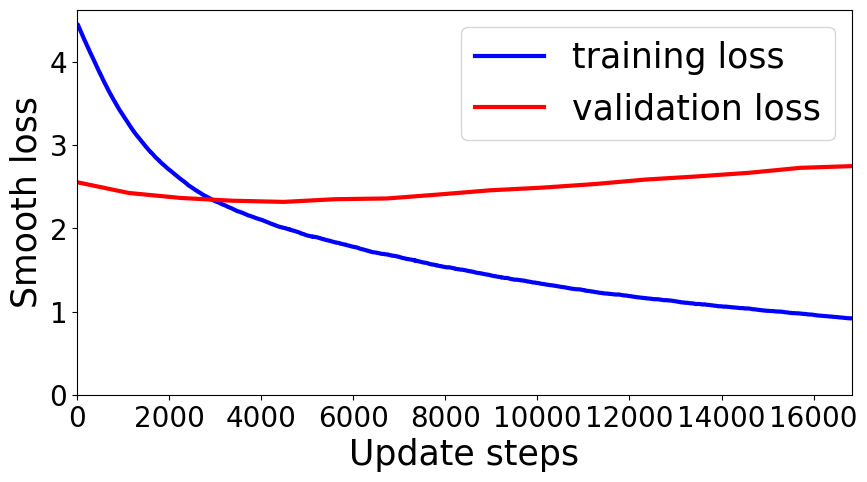 training loss
validation loss
Smooth loss
4
3
2
1
0
0 2000 4000 6000 8000 10000 12000 14000 16000
Update steps